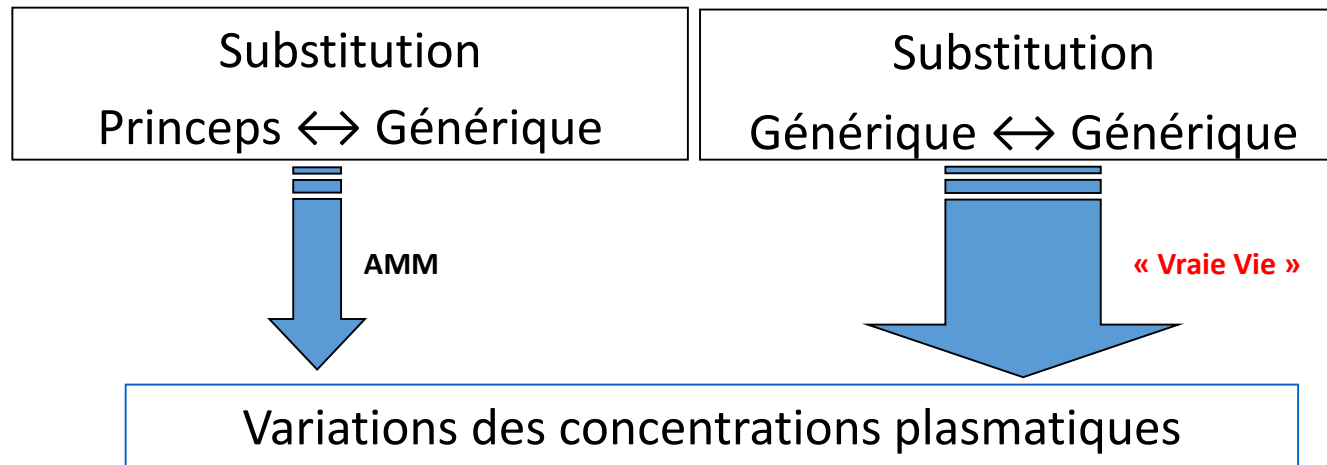 Substitution
Princeps ↔ Générique
Substitution
Générique ↔ Générique
AMM
« Vraie Vie »
Variations des concentrations plasmatiques